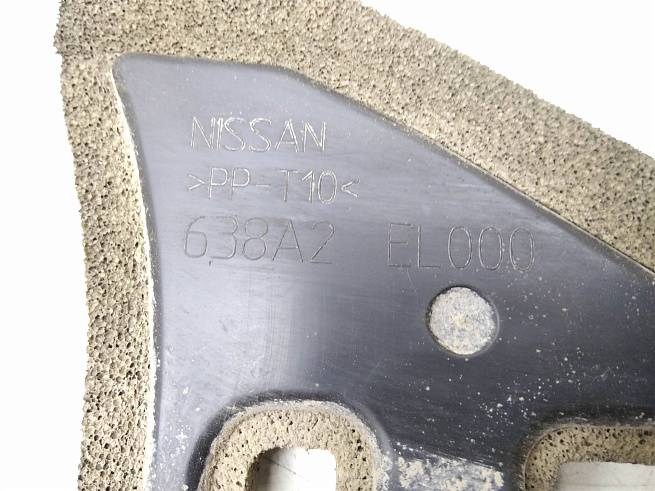 NISSAN
>PP-T10<
638A2 EL000